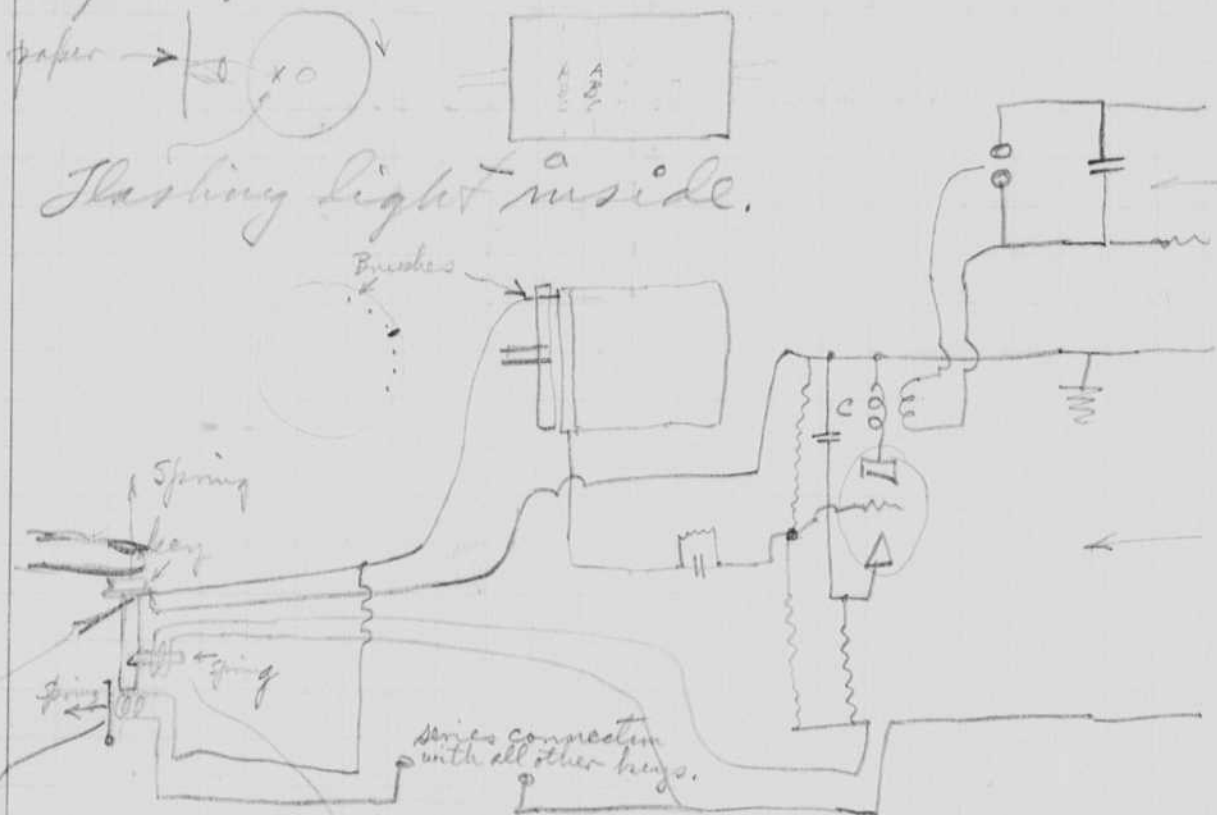 paper
x
A A
B B
C C
Flashing light inside.
a
Brushes
C
Spring
key
Spring
Spring
series connection
with all other keys.